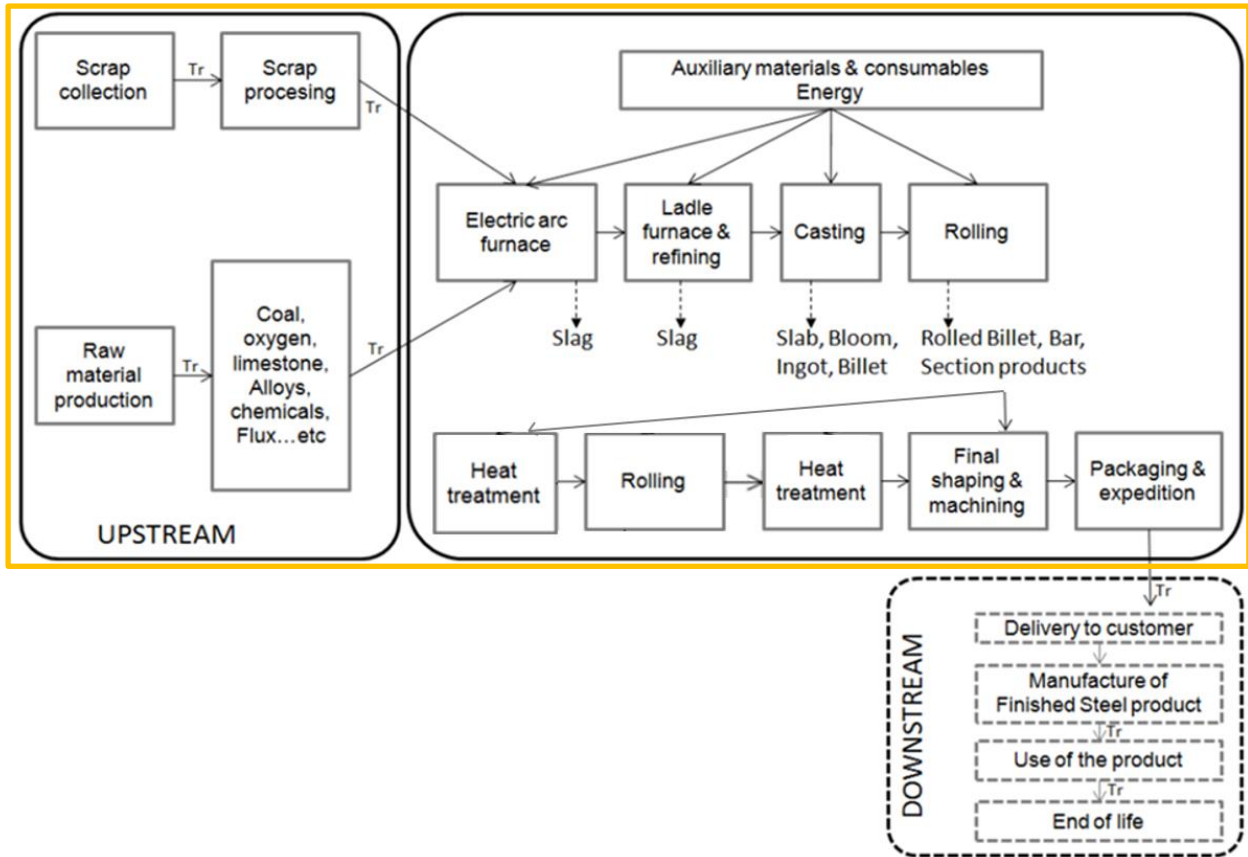 Scrap
collection
Tr
Scrap
procesing
Tr
Raw
material
production
Tr
Coal,
oxygen,
limestone,
Alloys,
chemicals,
Flux...etc
Tr
UPSTREAM
Auxiliary materials & consumables
Energy
Electric arc
furnace
Ladle
furnace &
refining
Casting
Rolling
Slag
Slag
Slab, Bloom,
Ingot, Billet
Rolled Billet, Bar,
Section products
Heat
treatment
Rolling
Heat
treatment
Final
shaping &
machining
Packaging &
expedition
Tr
DOWNSTREAM
Delivery to customer
Manufacture of
Finished Steel product
Tr
Use of the product
Tr
End of life